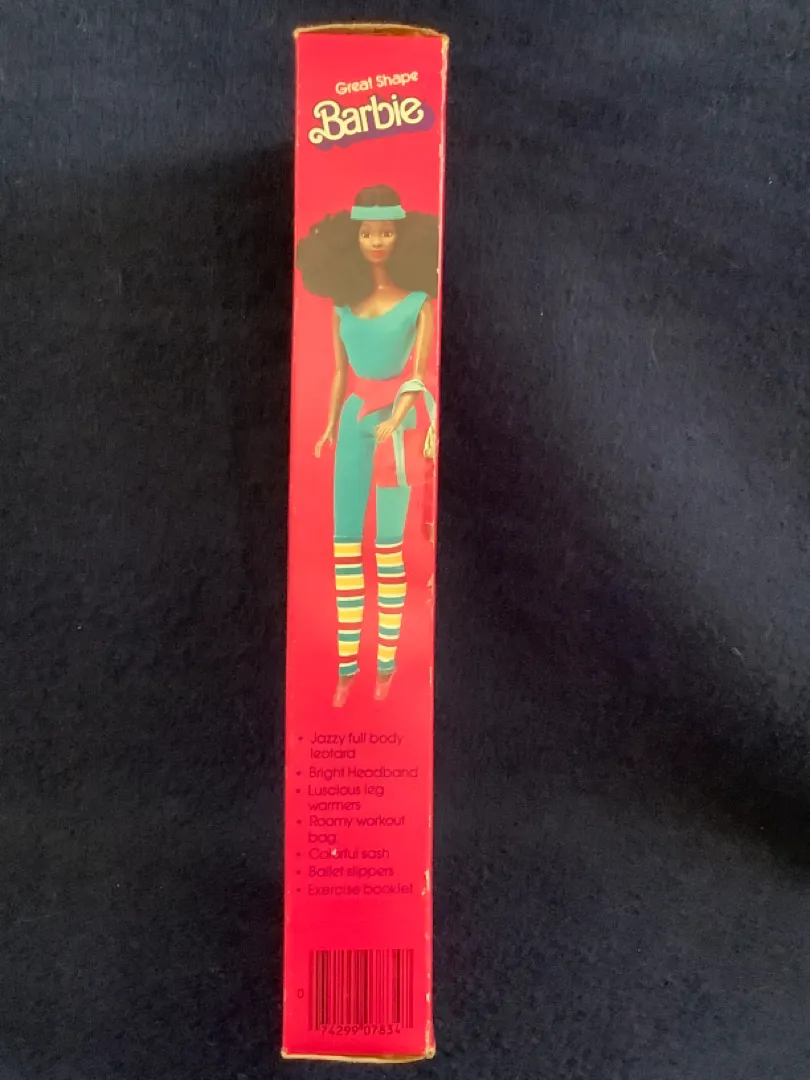 Great Shape
Barbie
• Jazzy full body
leotard
• Bright Headband
• Luscious leg
warmers
• Roomy workout
bag
• Colorful sash
• Ballet slippers
• Exercise booklet
0
74299 07834